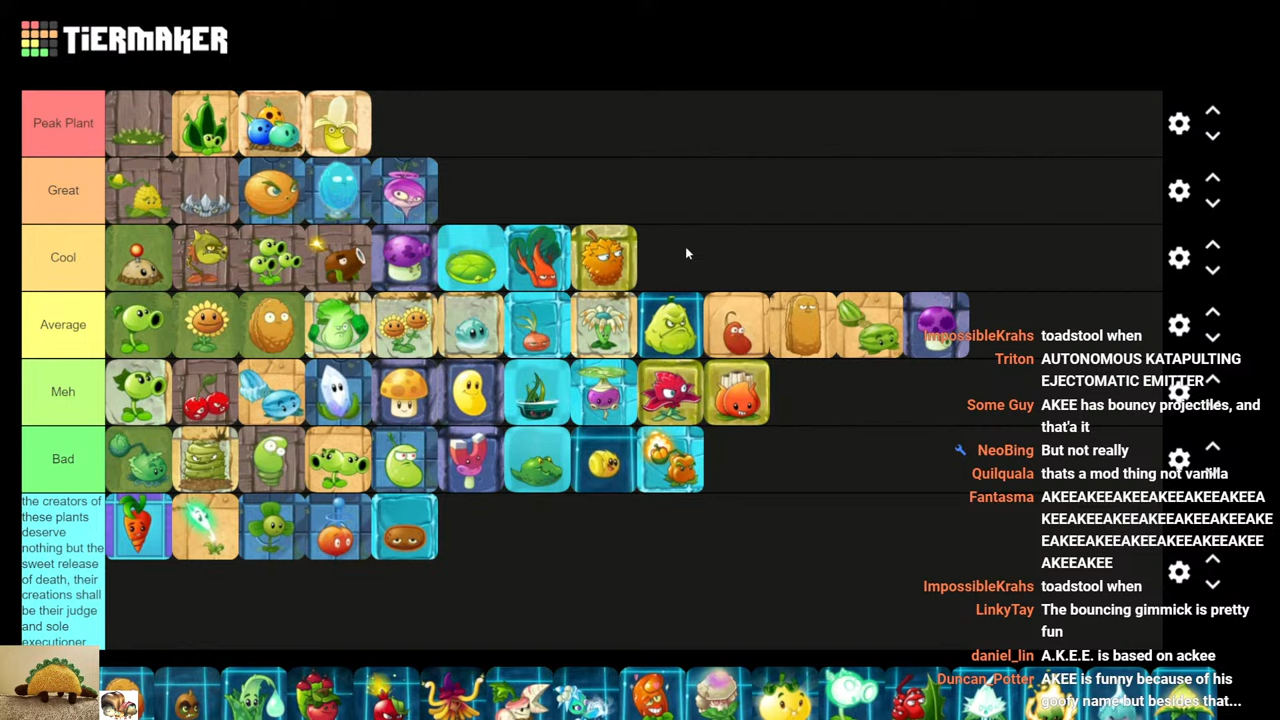 TIERMAKER
Peak Plant
Great
Cool
Average
Meh
Bad
the creators of
these plants
deserve
nothing but the
sweet release
of death, their
creations shall
be their judge
and sole
executioner
ImpossibleKrahs toadstool when
Triton AUTONOMOUS KATAPULTING
EJECTOMATIC EMITTER
Some Guy AKEE has bouncy projectiles, and
that'a it
NeoBing But not really
Quilquala thats a mod thing not vanilla
Fantasma AKEEAKEEAKEEAKEEAKEEAKEEA
KEEAKEEAKEEAKEEAKEEAKEEAKE
EAKEEAKEEAKEEAKEEAKEEAKEE
AKEEAKEE
ImpossibleKrahs toadstool when
LinkyTay The bouncing gimmick is pretty
fun
daniel_lin A.K.E.E. is based on ackee
Duncan_Potter AKEE is funny because of his
goofy name but besides that...